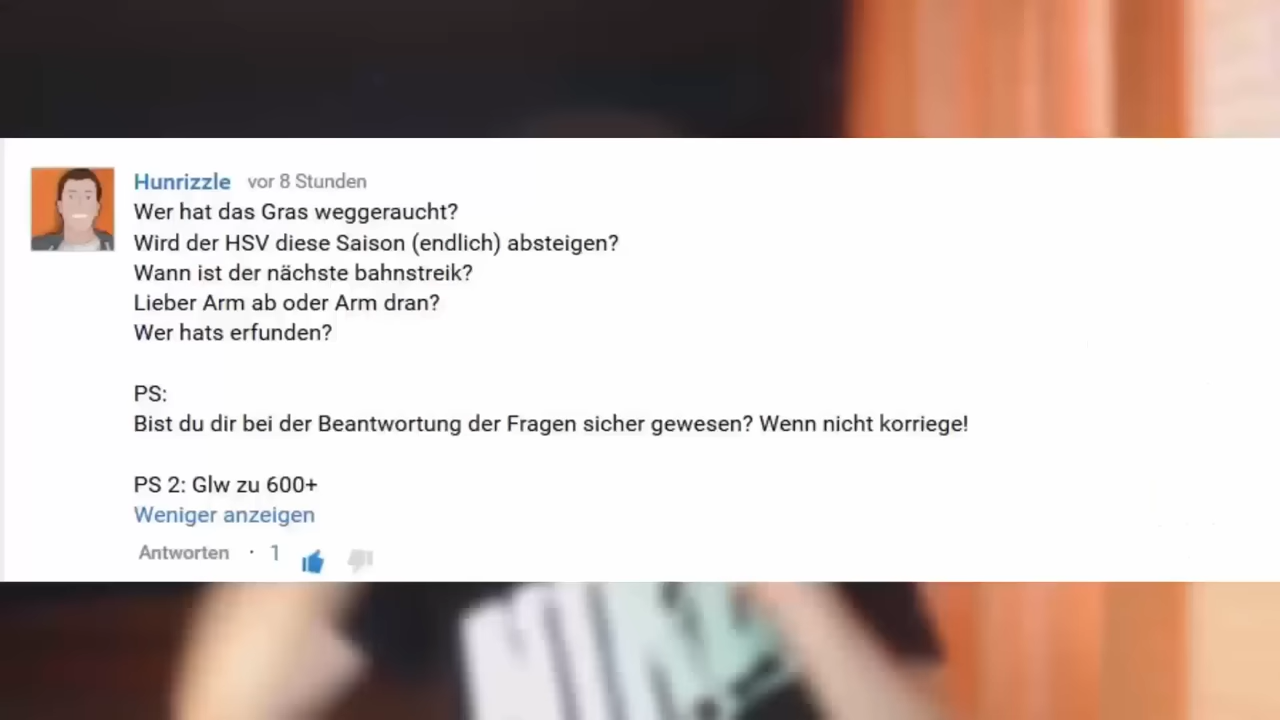 Hunrizzle vor 8 Stunden
Wer hat das Gras weggeraucht?
Wird der HSV diese Saison (endlich) absteigen?
Wann ist der nächste bahnstreik?
Lieber Arm ab oder Arm dran?
Wer hats erfunden?
PS:
Bist du dir bei der Beantwortung der Fragen sicher gewesen? Wenn nicht korriege!
PS 2: Glw zu 600+
Weniger anzeigen
Antworten · 1